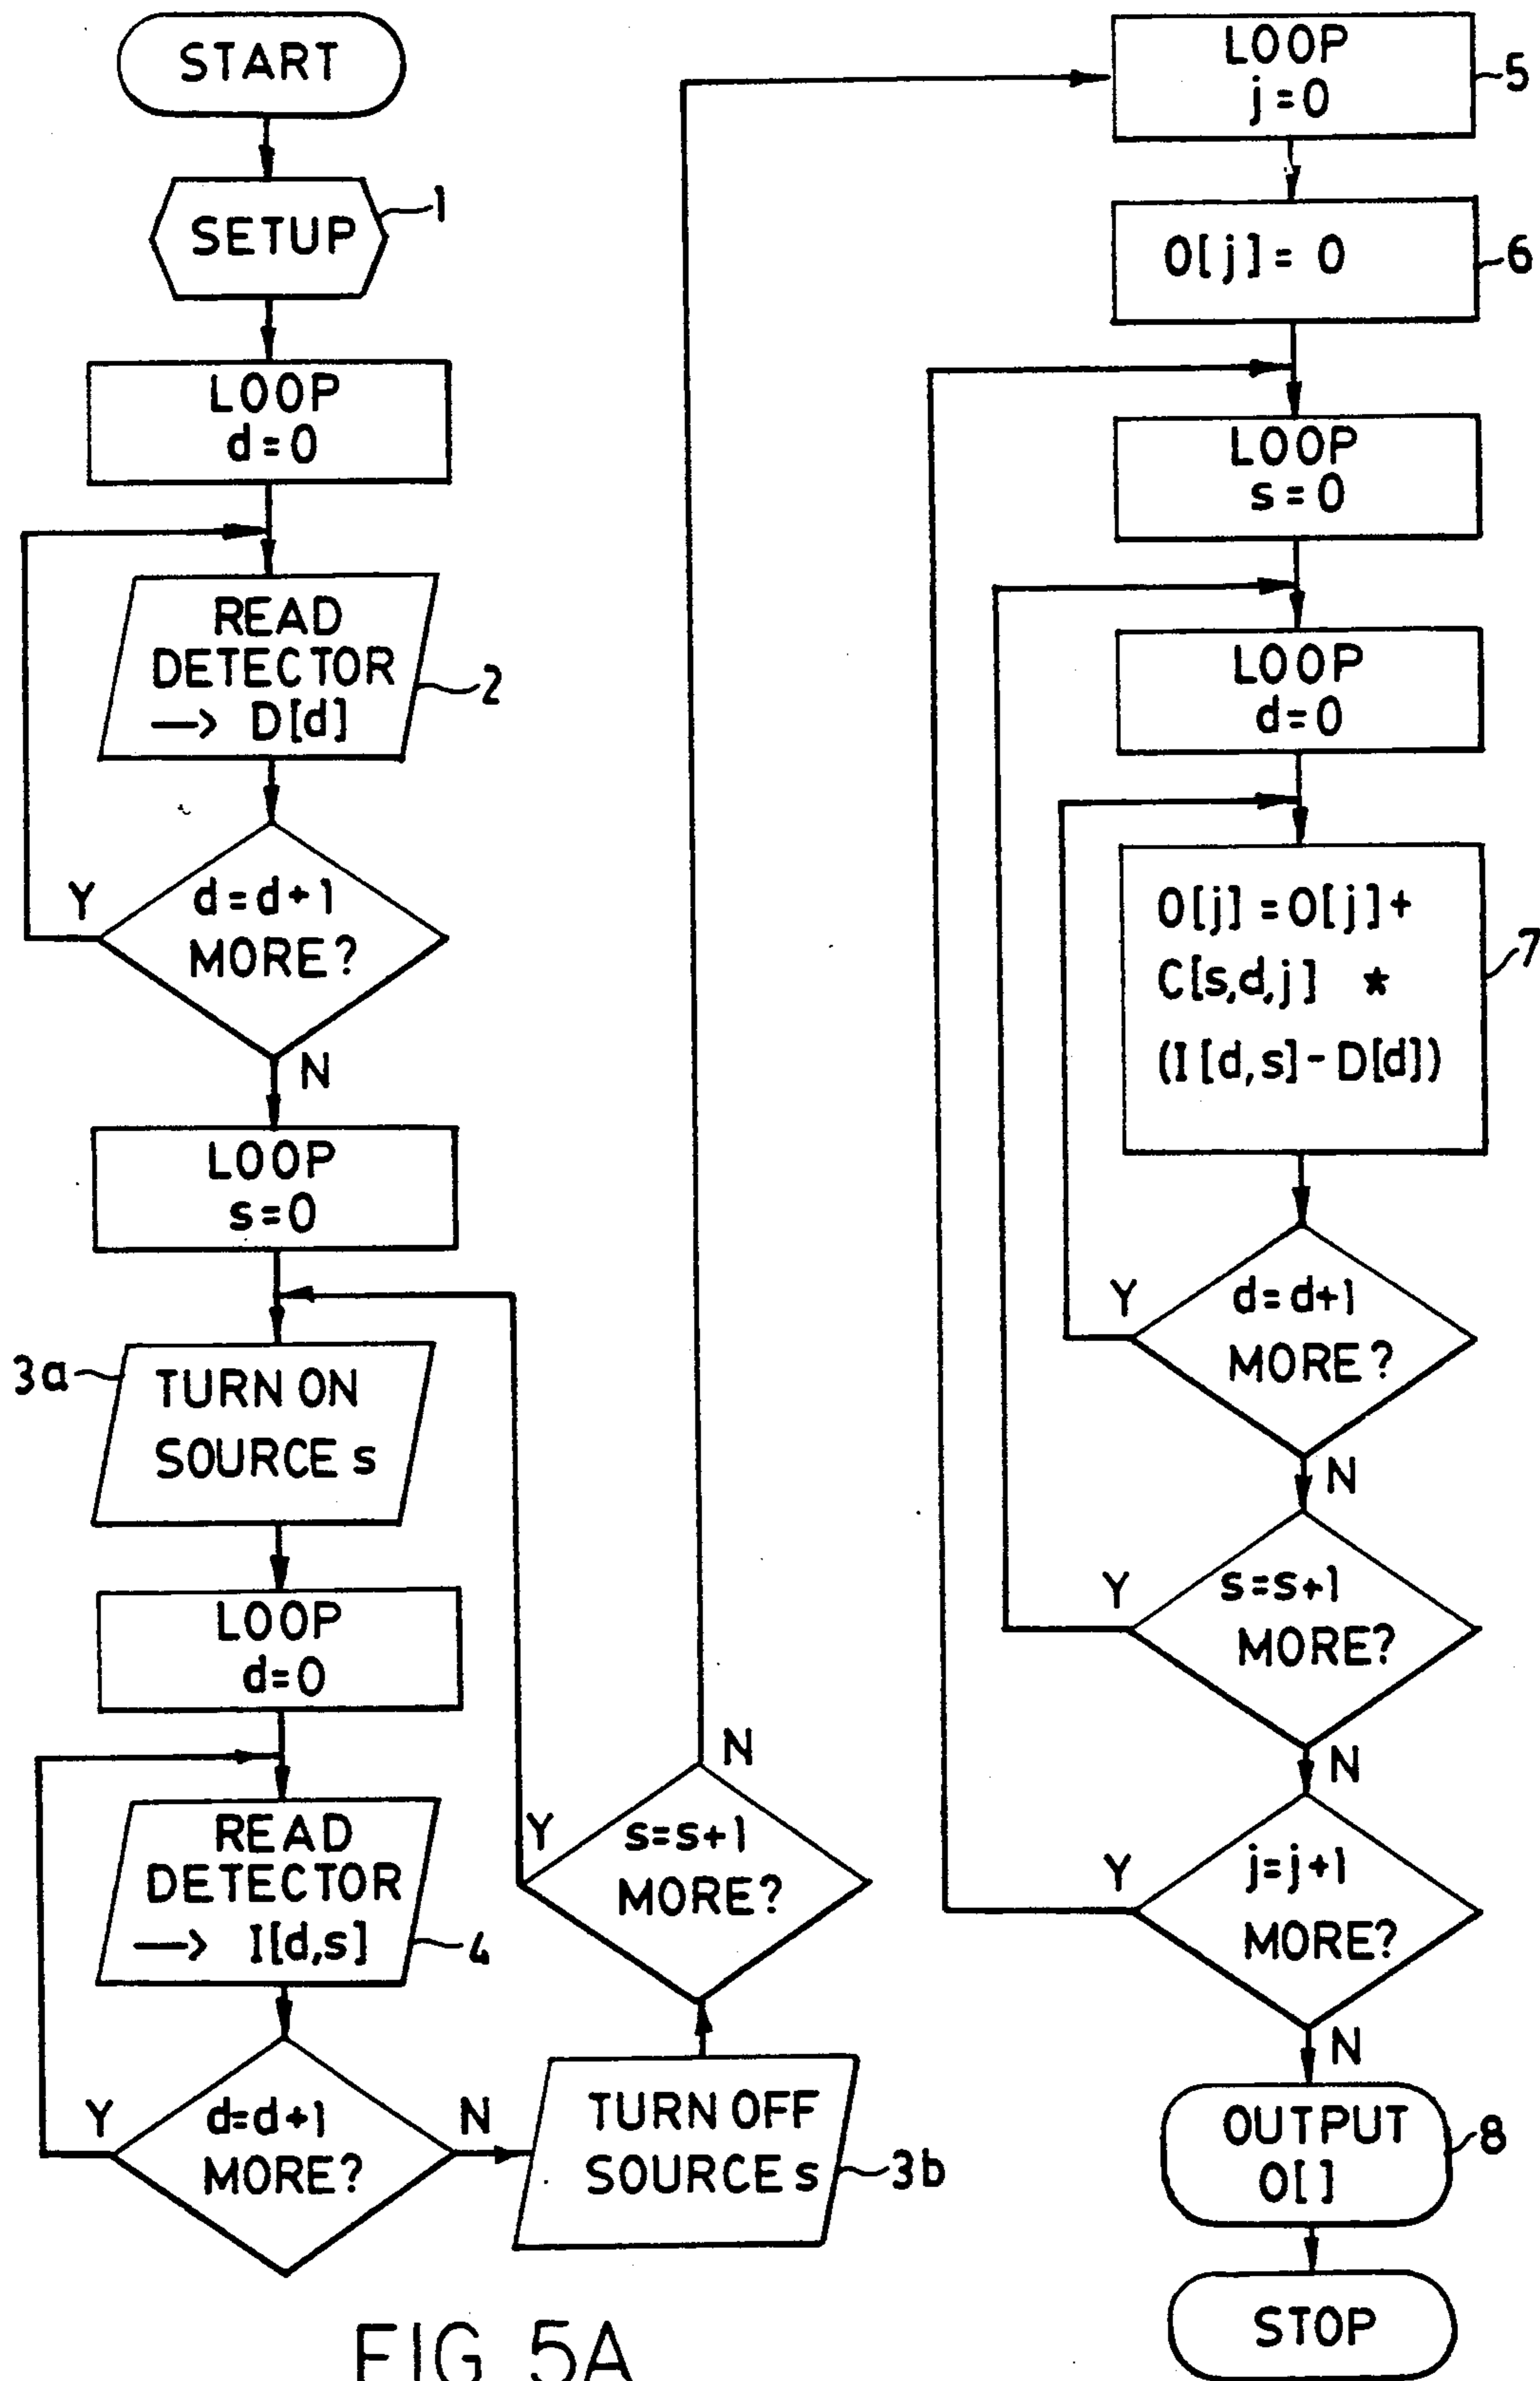 START
SETUP
1
LOOP
d=0
READ
DETECTOR
—> D[d]
2
d=d+1
MORE?
Y
N
LOOP
s=0
3a
TURN ON
SOURCE s
LOOP
d=0
READ
DETECTOR
—> I[d,s]
4
d=d+1
MORE?
Y
N
TURN OFF
SOURCE s
3b
s=s+1
MORE?
Y
N
LOOP
j=0
5
O[j]= 0
6
LOOP
s=0
LOOP
d=0
O[j]=O[j]+
C[s,d,j] *
(I[d,s]-D[d])
7
d=d+1
MORE?
Y
N
s=s+1
MORE?
Y
N
j=j+1
MORE?
Y
N
OUTPUT
O[ ]
8
STOP
FIG 5A